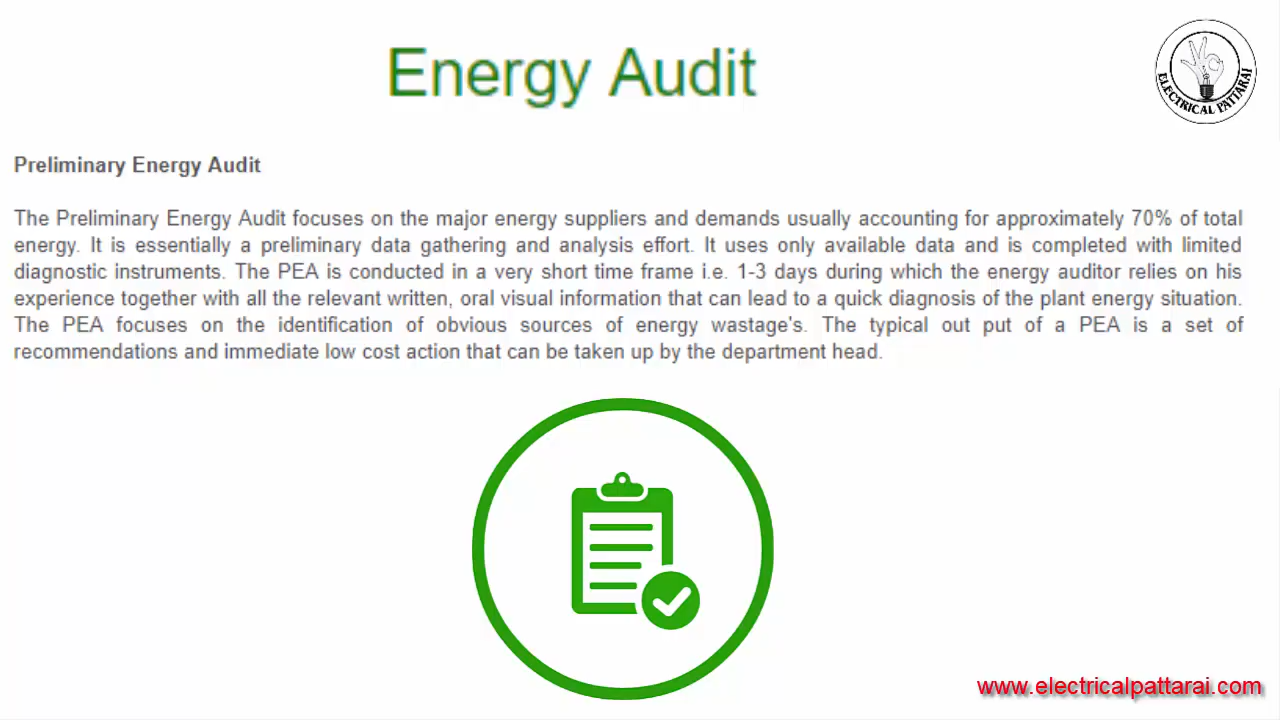 Energy Audit
ELECTRICAL PATTARAI
Preliminary Energy Audit
The Preliminary Energy Audit focuses on the major energy suppliers and demands usually accounting for approximately 70% of total
energy. It is essentially a preliminary data gathering and analysis effort. It uses only available data and is completed with limited
diagnostic instruments. The PEA is conducted in a very short time frame i.e. 1-3 days during which the energy auditor relies on his
experience together with all the relevant written, oral visual information that can lead to a quick diagnosis of the plant energy situation.
The PEA focuses on the identification of obvious sources of energy wastage's. The typical out put of a PEA is a set of
recommendations and immediate low cost action that can be taken up by the department head.
www.electricalpattarai.com